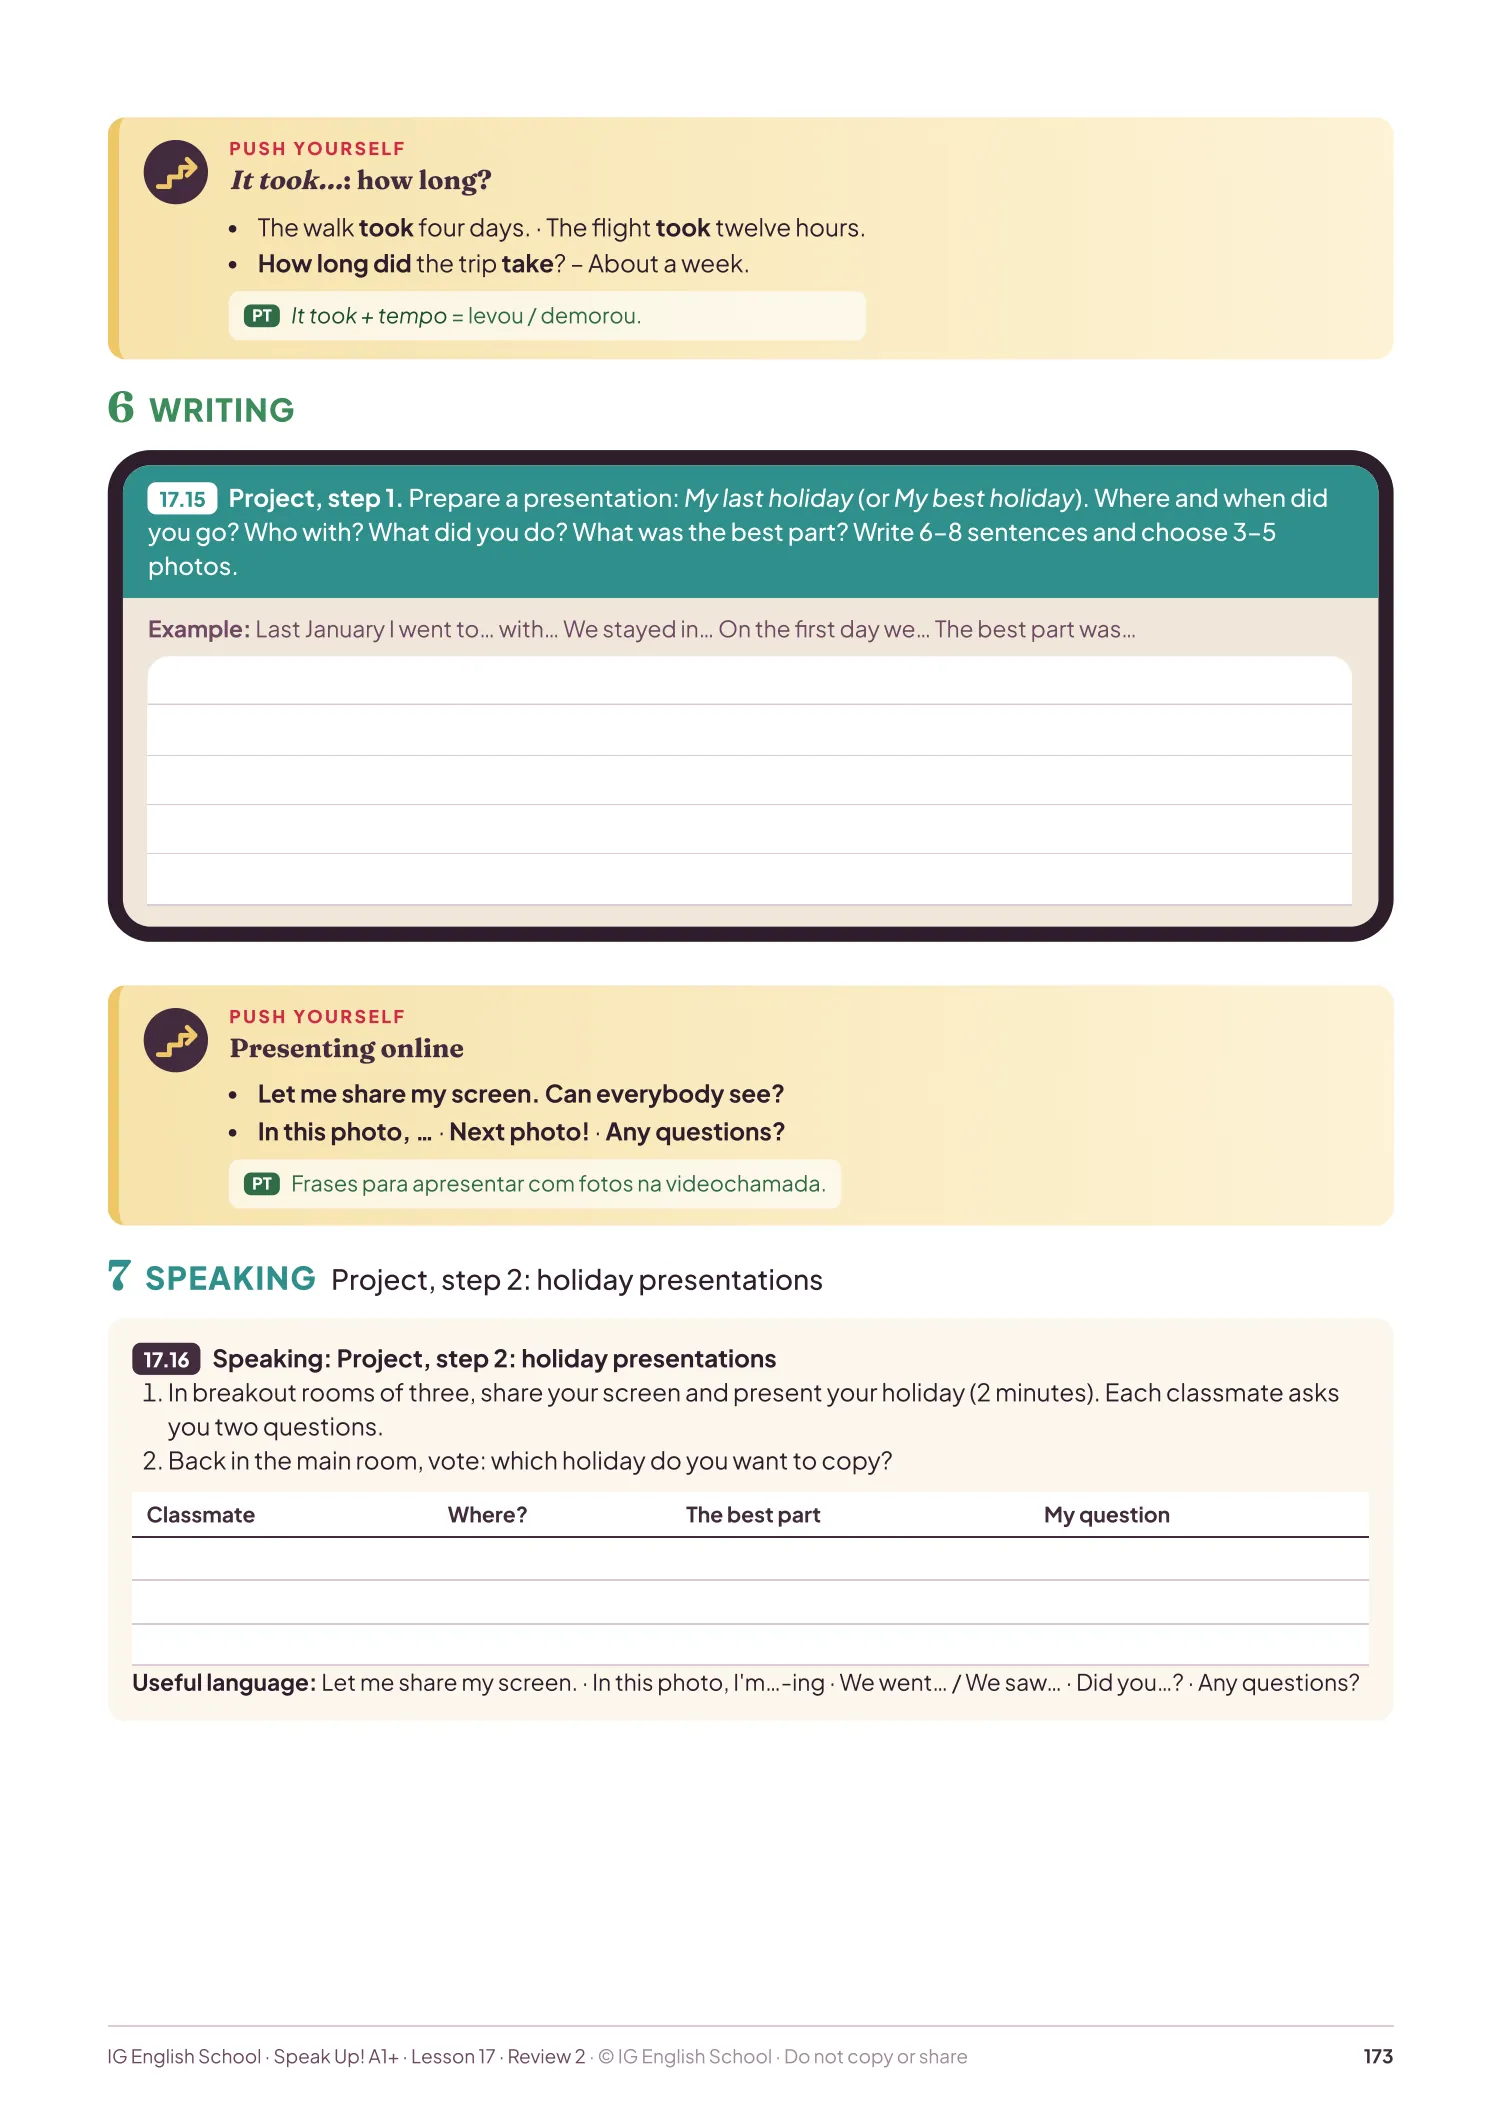 PUSH YOURSELF
It took...: how long?
• The walk took four days. · The flight took twelve hours.
• How long did the trip take? – About a week.
PT It took + tempo = levou / demorou.
6 WRITING
17.15 Project, step 1. Prepare a presentation: My last holiday (or My best holiday). Where and when did
you go? Who with? What did you do? What was the best part? Write 6–8 sentences and choose 3–5
photos.
Example: Last January I went to... with... We stayed in... On the first day we... The best part was...
PUSH YOURSELF
Presenting online
• Let me share my screen. Can everybody see?
• In this photo, ... · Next photo! · Any questions?
PT Frases para apresentar com fotos na videochamada.
7 SPEAKING Project, step 2: holiday presentations
17.16 Speaking: Project, step 2: holiday presentations
1. In breakout rooms of three, share your screen and present your holiday (2 minutes). Each classmate asks
you two questions.
2. Back in the main room, vote: which holiday do you want to copy?
Classmate Where? The best part My question
Useful language: Let me share my screen. · In this photo, I'm...-ing · We went... / We saw... · Did you...? · Any questions?
IG English School · Speak Up! A1+ · Lesson 17 · Review 2 · © IG English School · Do not copy or share 173